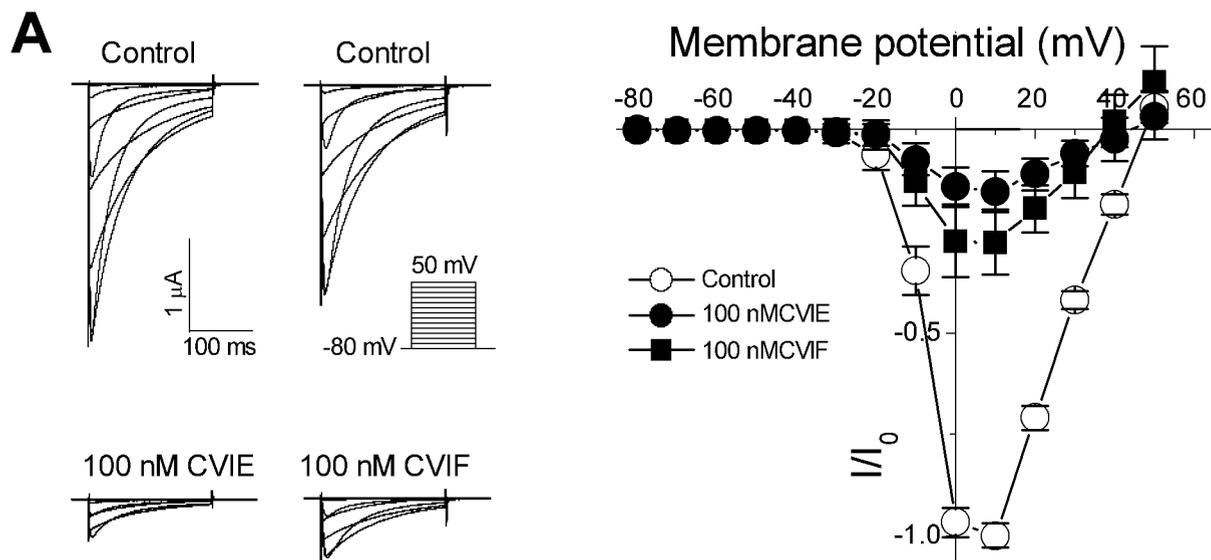 A
Control
Control
1 μA
100 ms
50 mV
-80 mV
100 nM CVIE
100 nM CVIF
Membrane potential (mV)
-80 -60 -40 -20 0 20 40 60
Control
100 nMCVIE
100 nMCVIF
-0.5
I/I0
-1.0